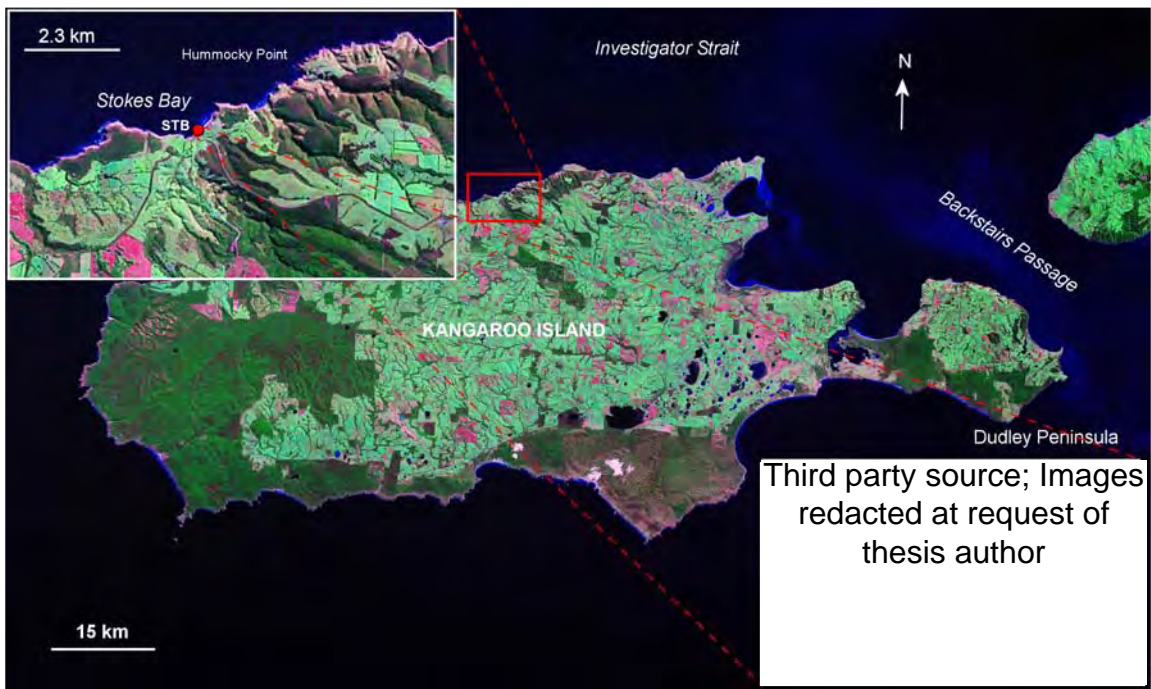 2.3 km
Hummocky Point
Stokes Bay
STB
Investigator Strait
N
Backstairs Passage
KANGAROO ISLAND
Dudley Peninsula
Third party source; Images
redacted at request of
thesis author
15 km